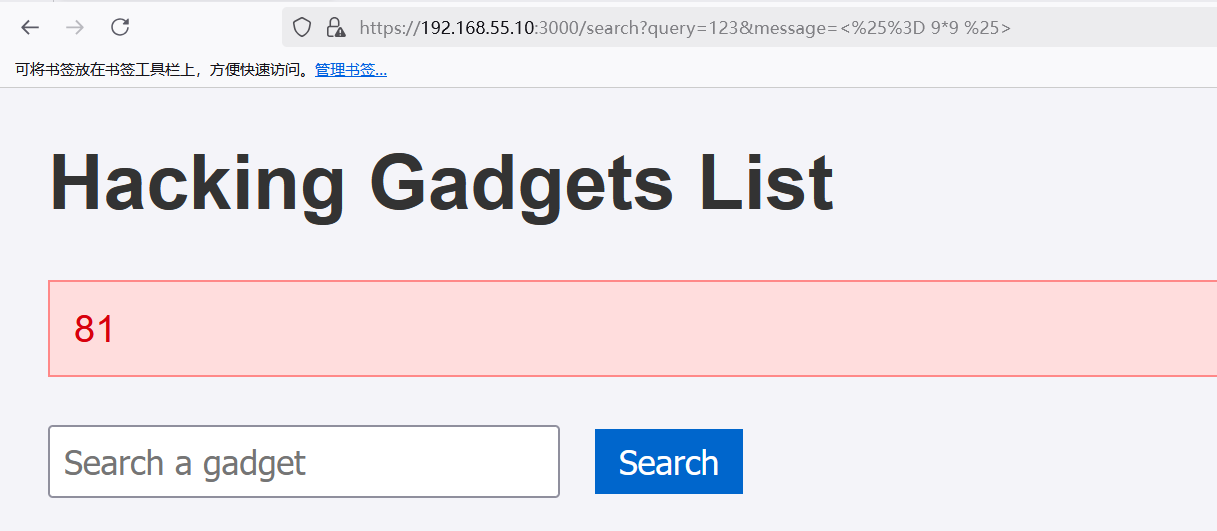 https://192.168.55.10:3000/search?query=123&message=<%25%3D 9*9 %25>
可将书签放在书签工具栏上，方便快速访问。管理书签...
Hacking Gadgets List
81
Search a gadget Search